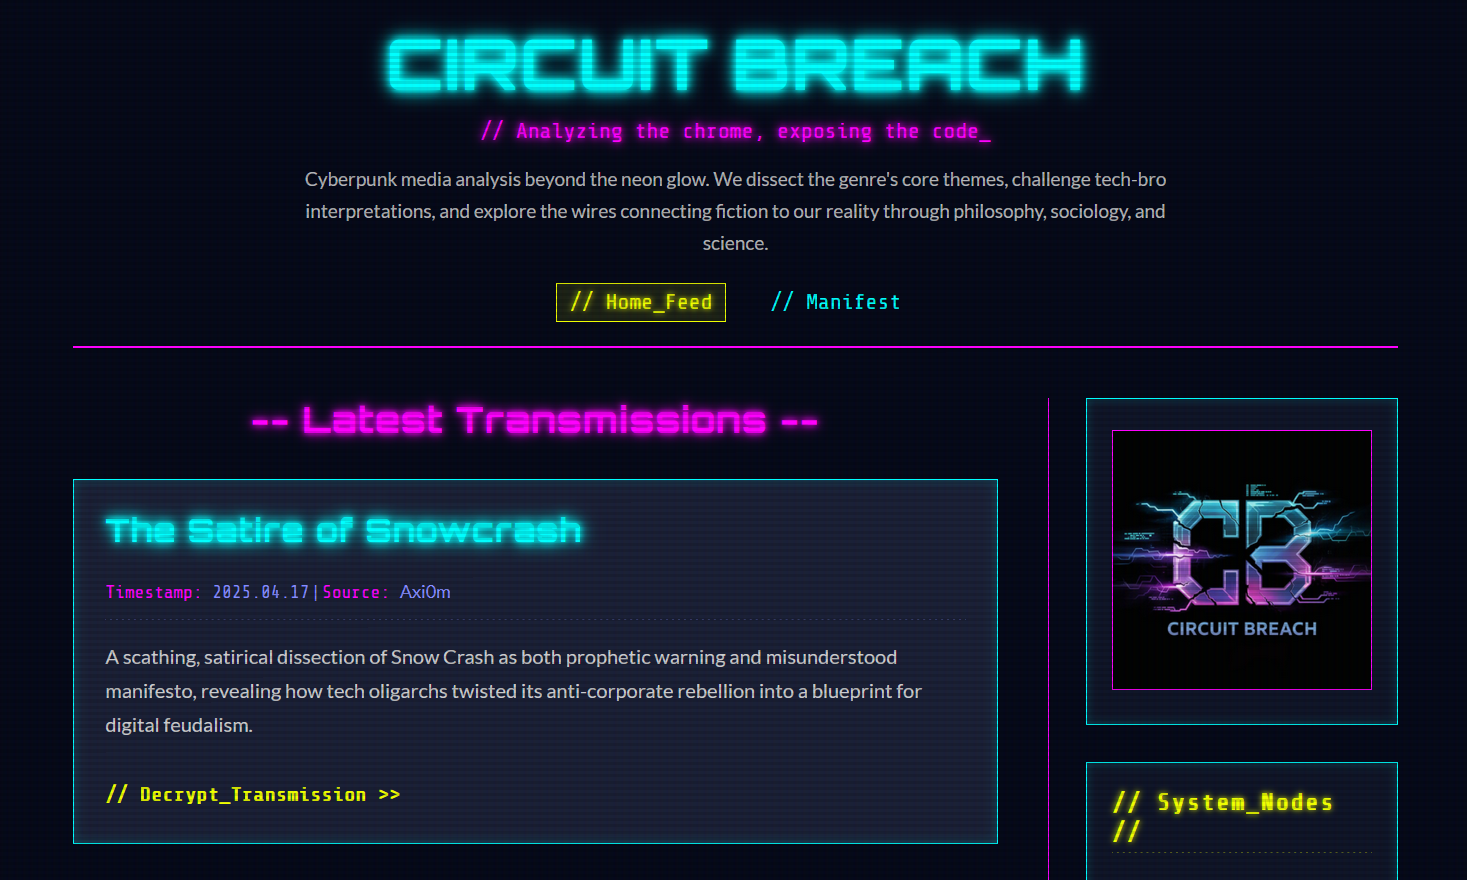 CIRCUIT BREACH
// Analyzing the chrome, exposing the code_
Cyberpunk media analysis beyond the neon glow. We dissect the genre's core themes, challenge tech-bro
interpretations, and explore the wires connecting fiction to our reality through philosophy, sociology, and
science.
// Home_Feed
// Manifest
-- Latest Transmissions --
The Satire of Snowcrash
Timestamp: 2025.04.17 | Source: Axi0m
A scathing, satirical dissection of Snow Crash as both prophetic warning and misunderstood
manifesto, revealing how tech oligarchs twisted its anti-corporate rebellion into a blueprint for
digital feudalism.
// Decrypt_Transmission >>
CB
CIRCUIT BREACH
// System_Nodes
//